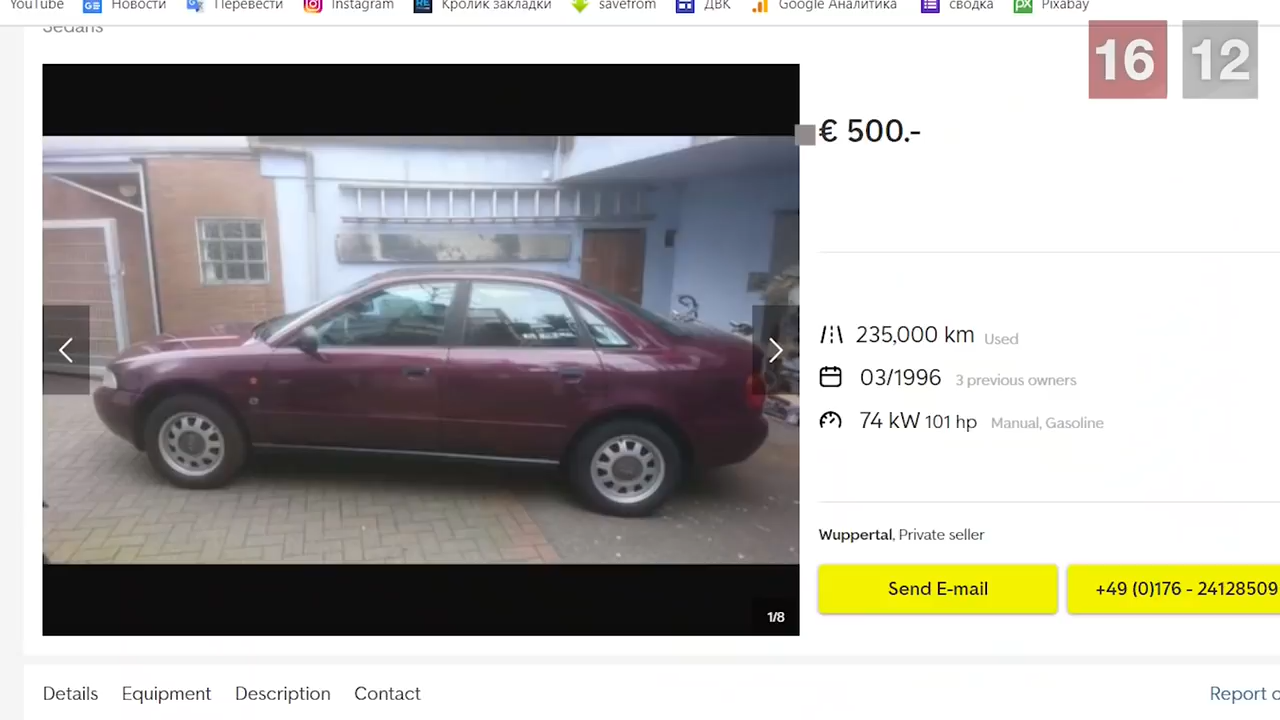 YouTube Новости Перевести Instagram Кролик закладки savefrom ДВК Google Аналитика сводка Pixabay
Sedans
16 12
€ 500.-
235,000 km Used
03/1996 3 previous owners
74 kW 101 hp Manual, Gasoline
Wuppertal, Private seller
Send E-mail +49 (0)176 - 24128509
1/8
Details Equipment Description Contact Report